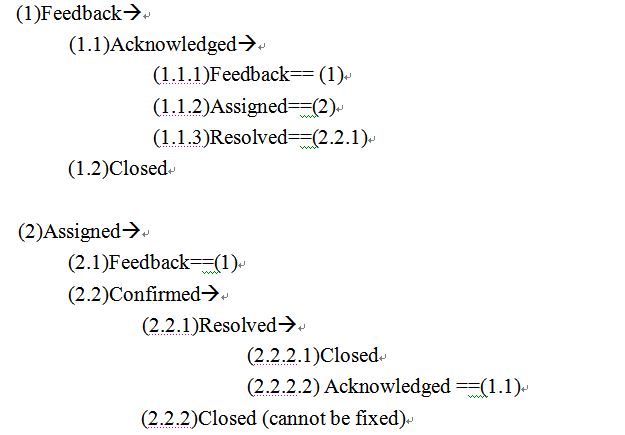 (1)Feedback→
(1.1)Acknowledged→
(1.1.1)Feedback== (1)
(1.1.2)Assigned==(2)
(1.1.3)Resolved==(2.2.1)
(1.2)Closed
(2)Assigned→
(2.1)Feedback==(1)
(2.2)Confirmed→
(2.2.1)Resolved→
(2.2.2.1)Closed
(2.2.2.2) Acknowledged ==(1.1)
(2.2.2)Closed (cannot be fixed)